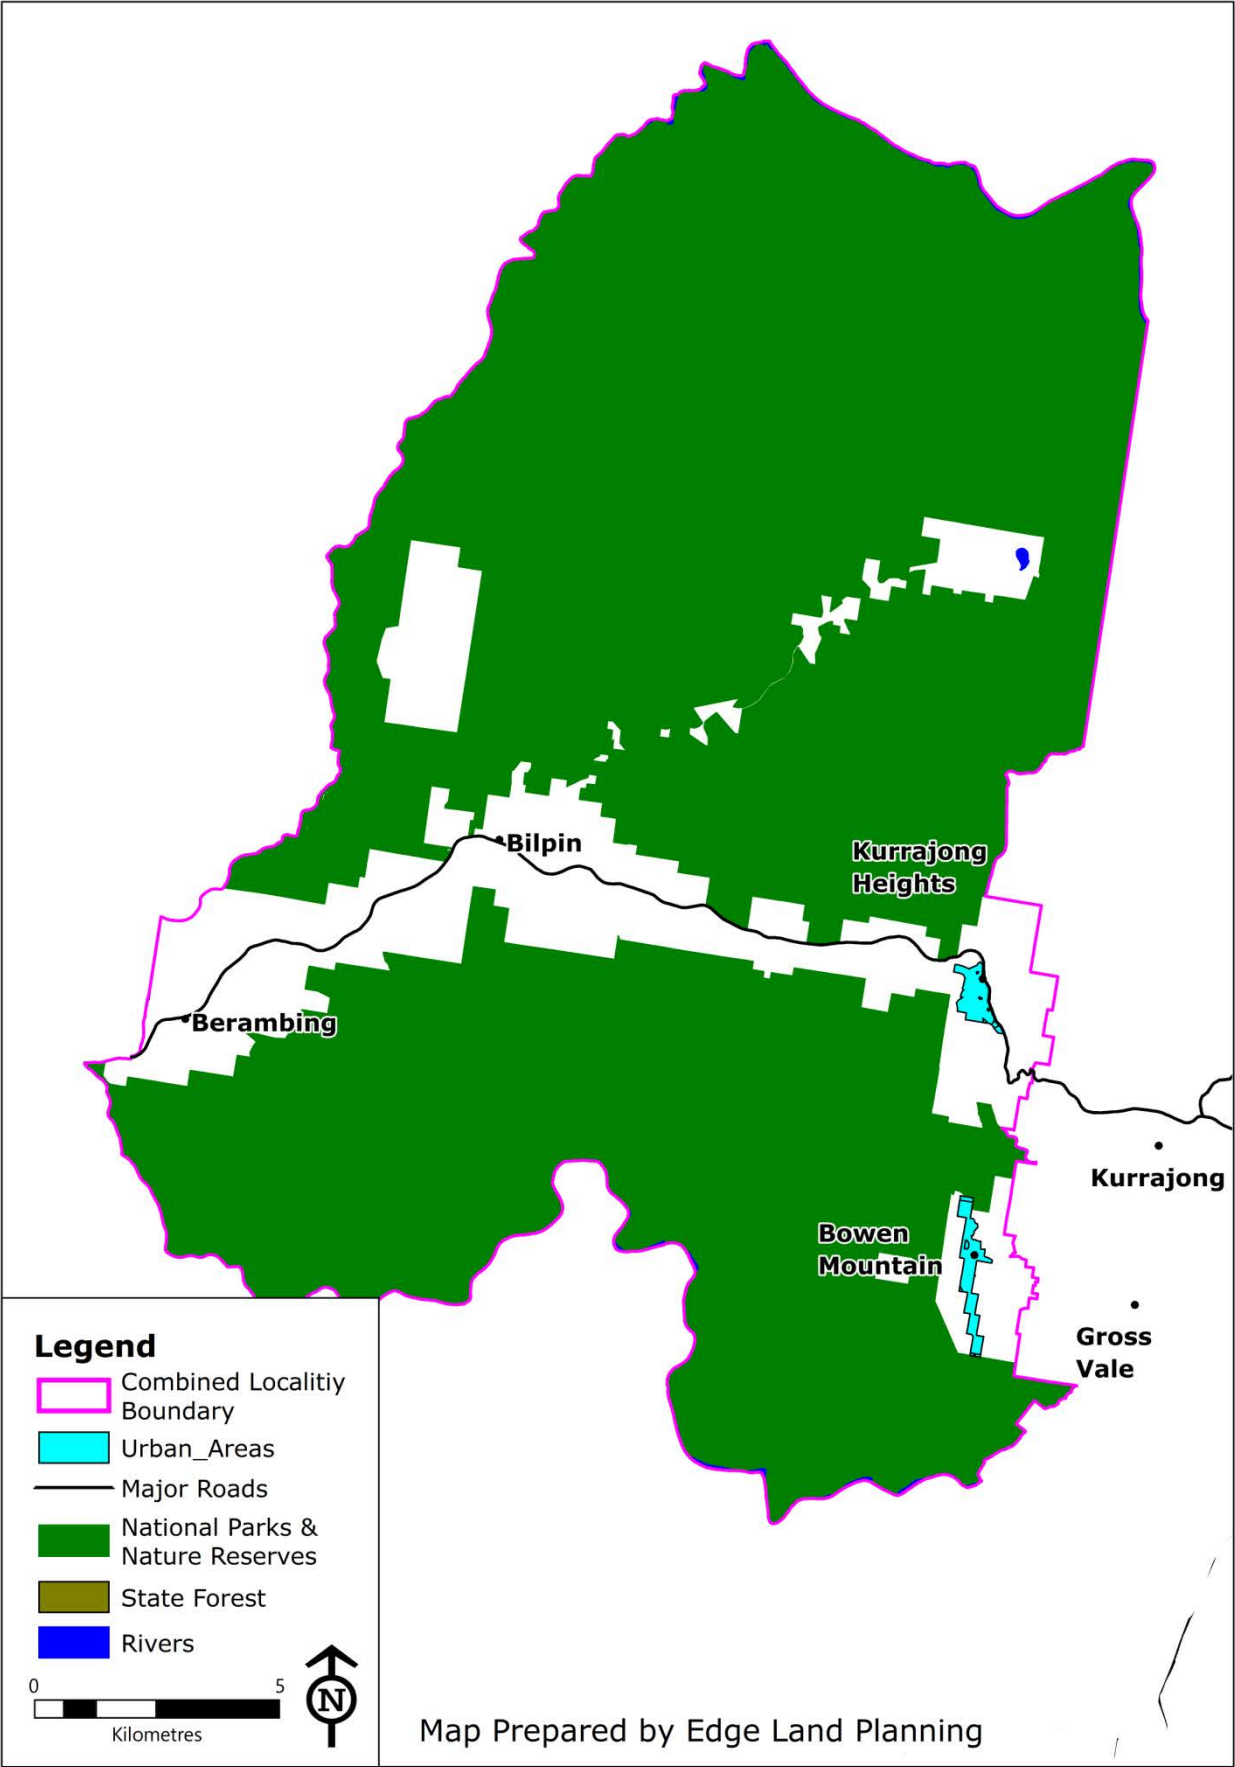 Bilpin
Kurrajong
Heights
Berambing
Kurrajong
Bowen
Mountain
Gross
Vale
Legend
Combined Localitiy
Boundary
Urban_Areas
Major Roads
National Parks &
Nature Reserves
State Forest
Rivers
0 5
Kilometres
N
Map Prepared by Edge Land Planning